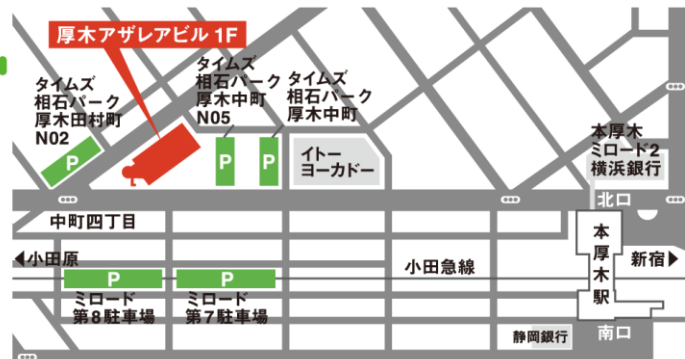 厚木アザレアビル 1F
タイムズ
相石パーク
厚木田村町
N02
P
タイムズ
相石パーク
厚木中町
N05
P
タイムズ
相石パーク
厚木中町
P
イトー
ヨーカドー
本厚木
ミロード2
横浜銀行
北口
中町四丁目
◀小田原
小田急線
本厚木駅
新宿▶
P
ミロード
第8駐車場
P
ミロード
第7駐車場
静岡銀行
南口